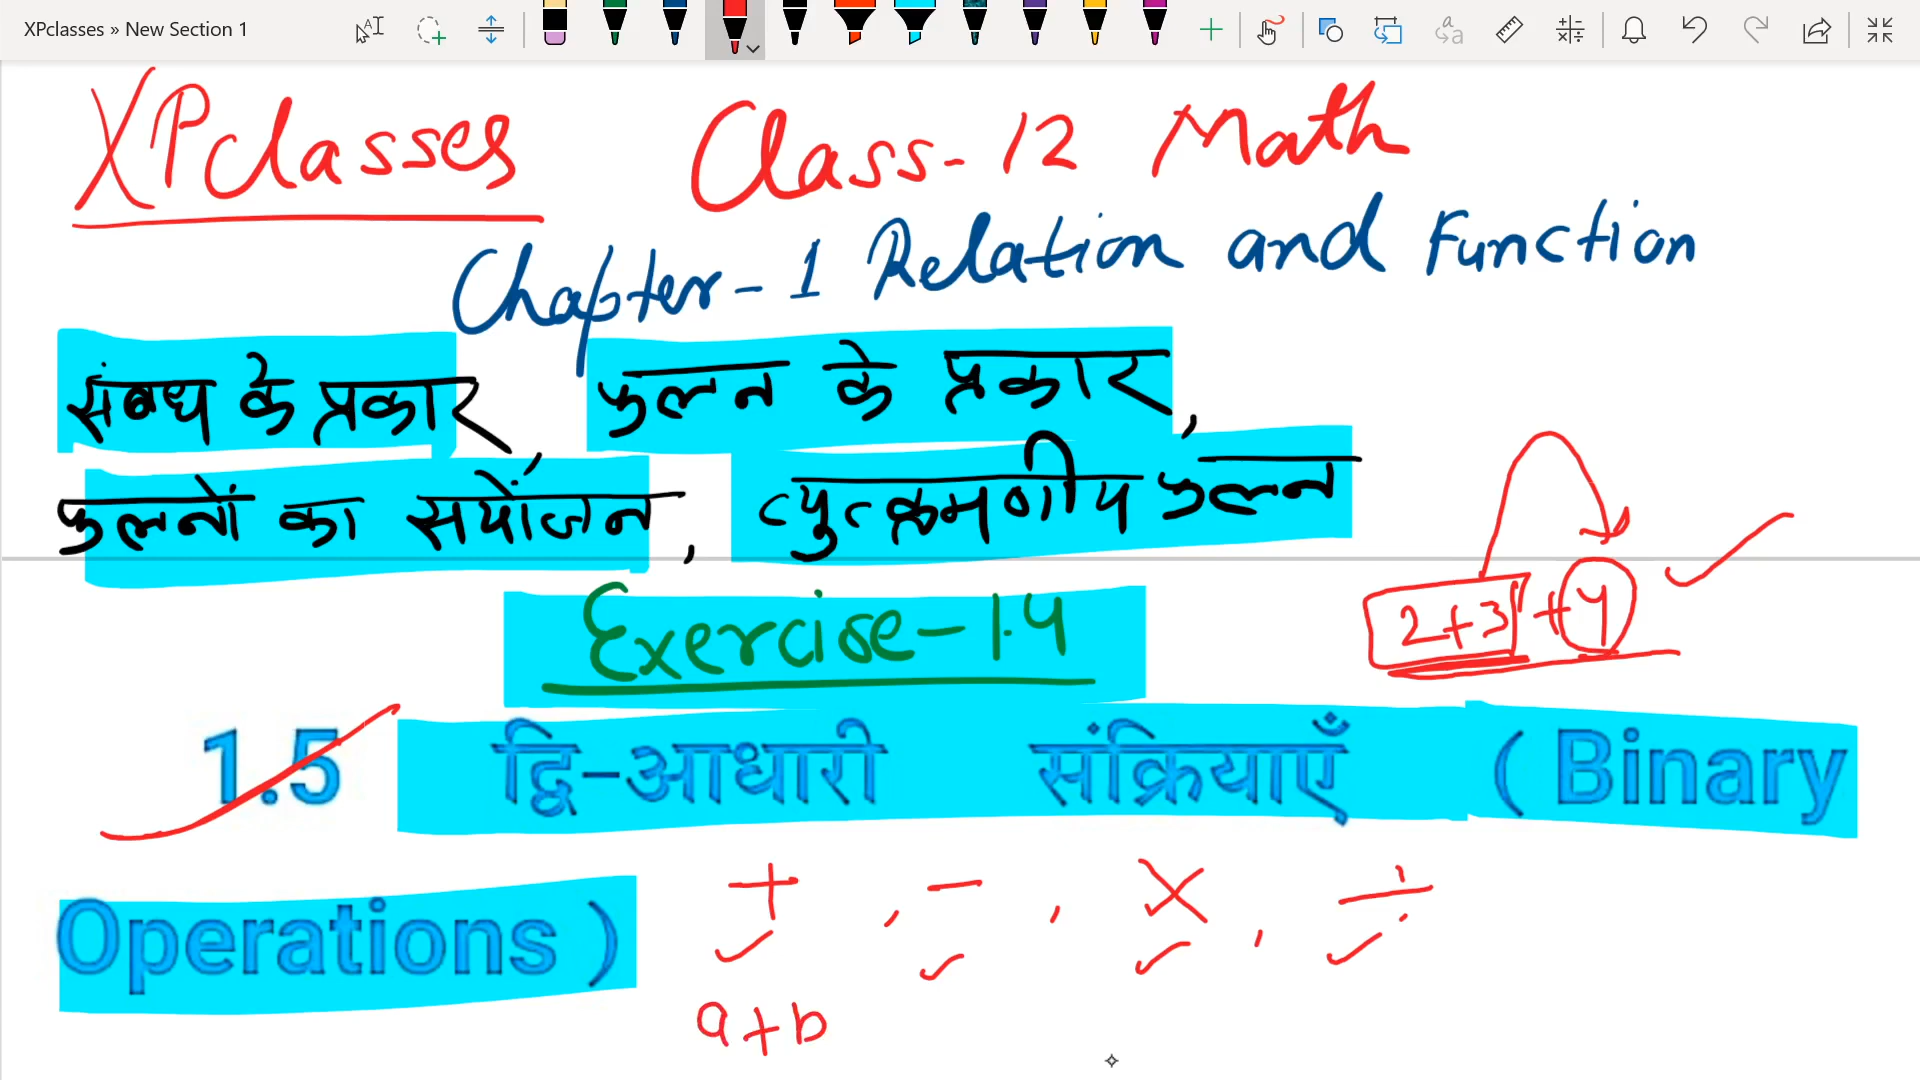 XPclasses » New Section 1
XPclasses Class-12 Math
Chapter-1 Relation and Function
संबंध के प्रकार, फलन के प्रकार,
फलनों का संयोजन, व्युत्क्रमणीय फलन
2+3 + 4
Exercise-1.4
1.5 द्वि-आधारी संक्रियाएँ ( Binary
Operations ) + , - , × , ÷
a+b